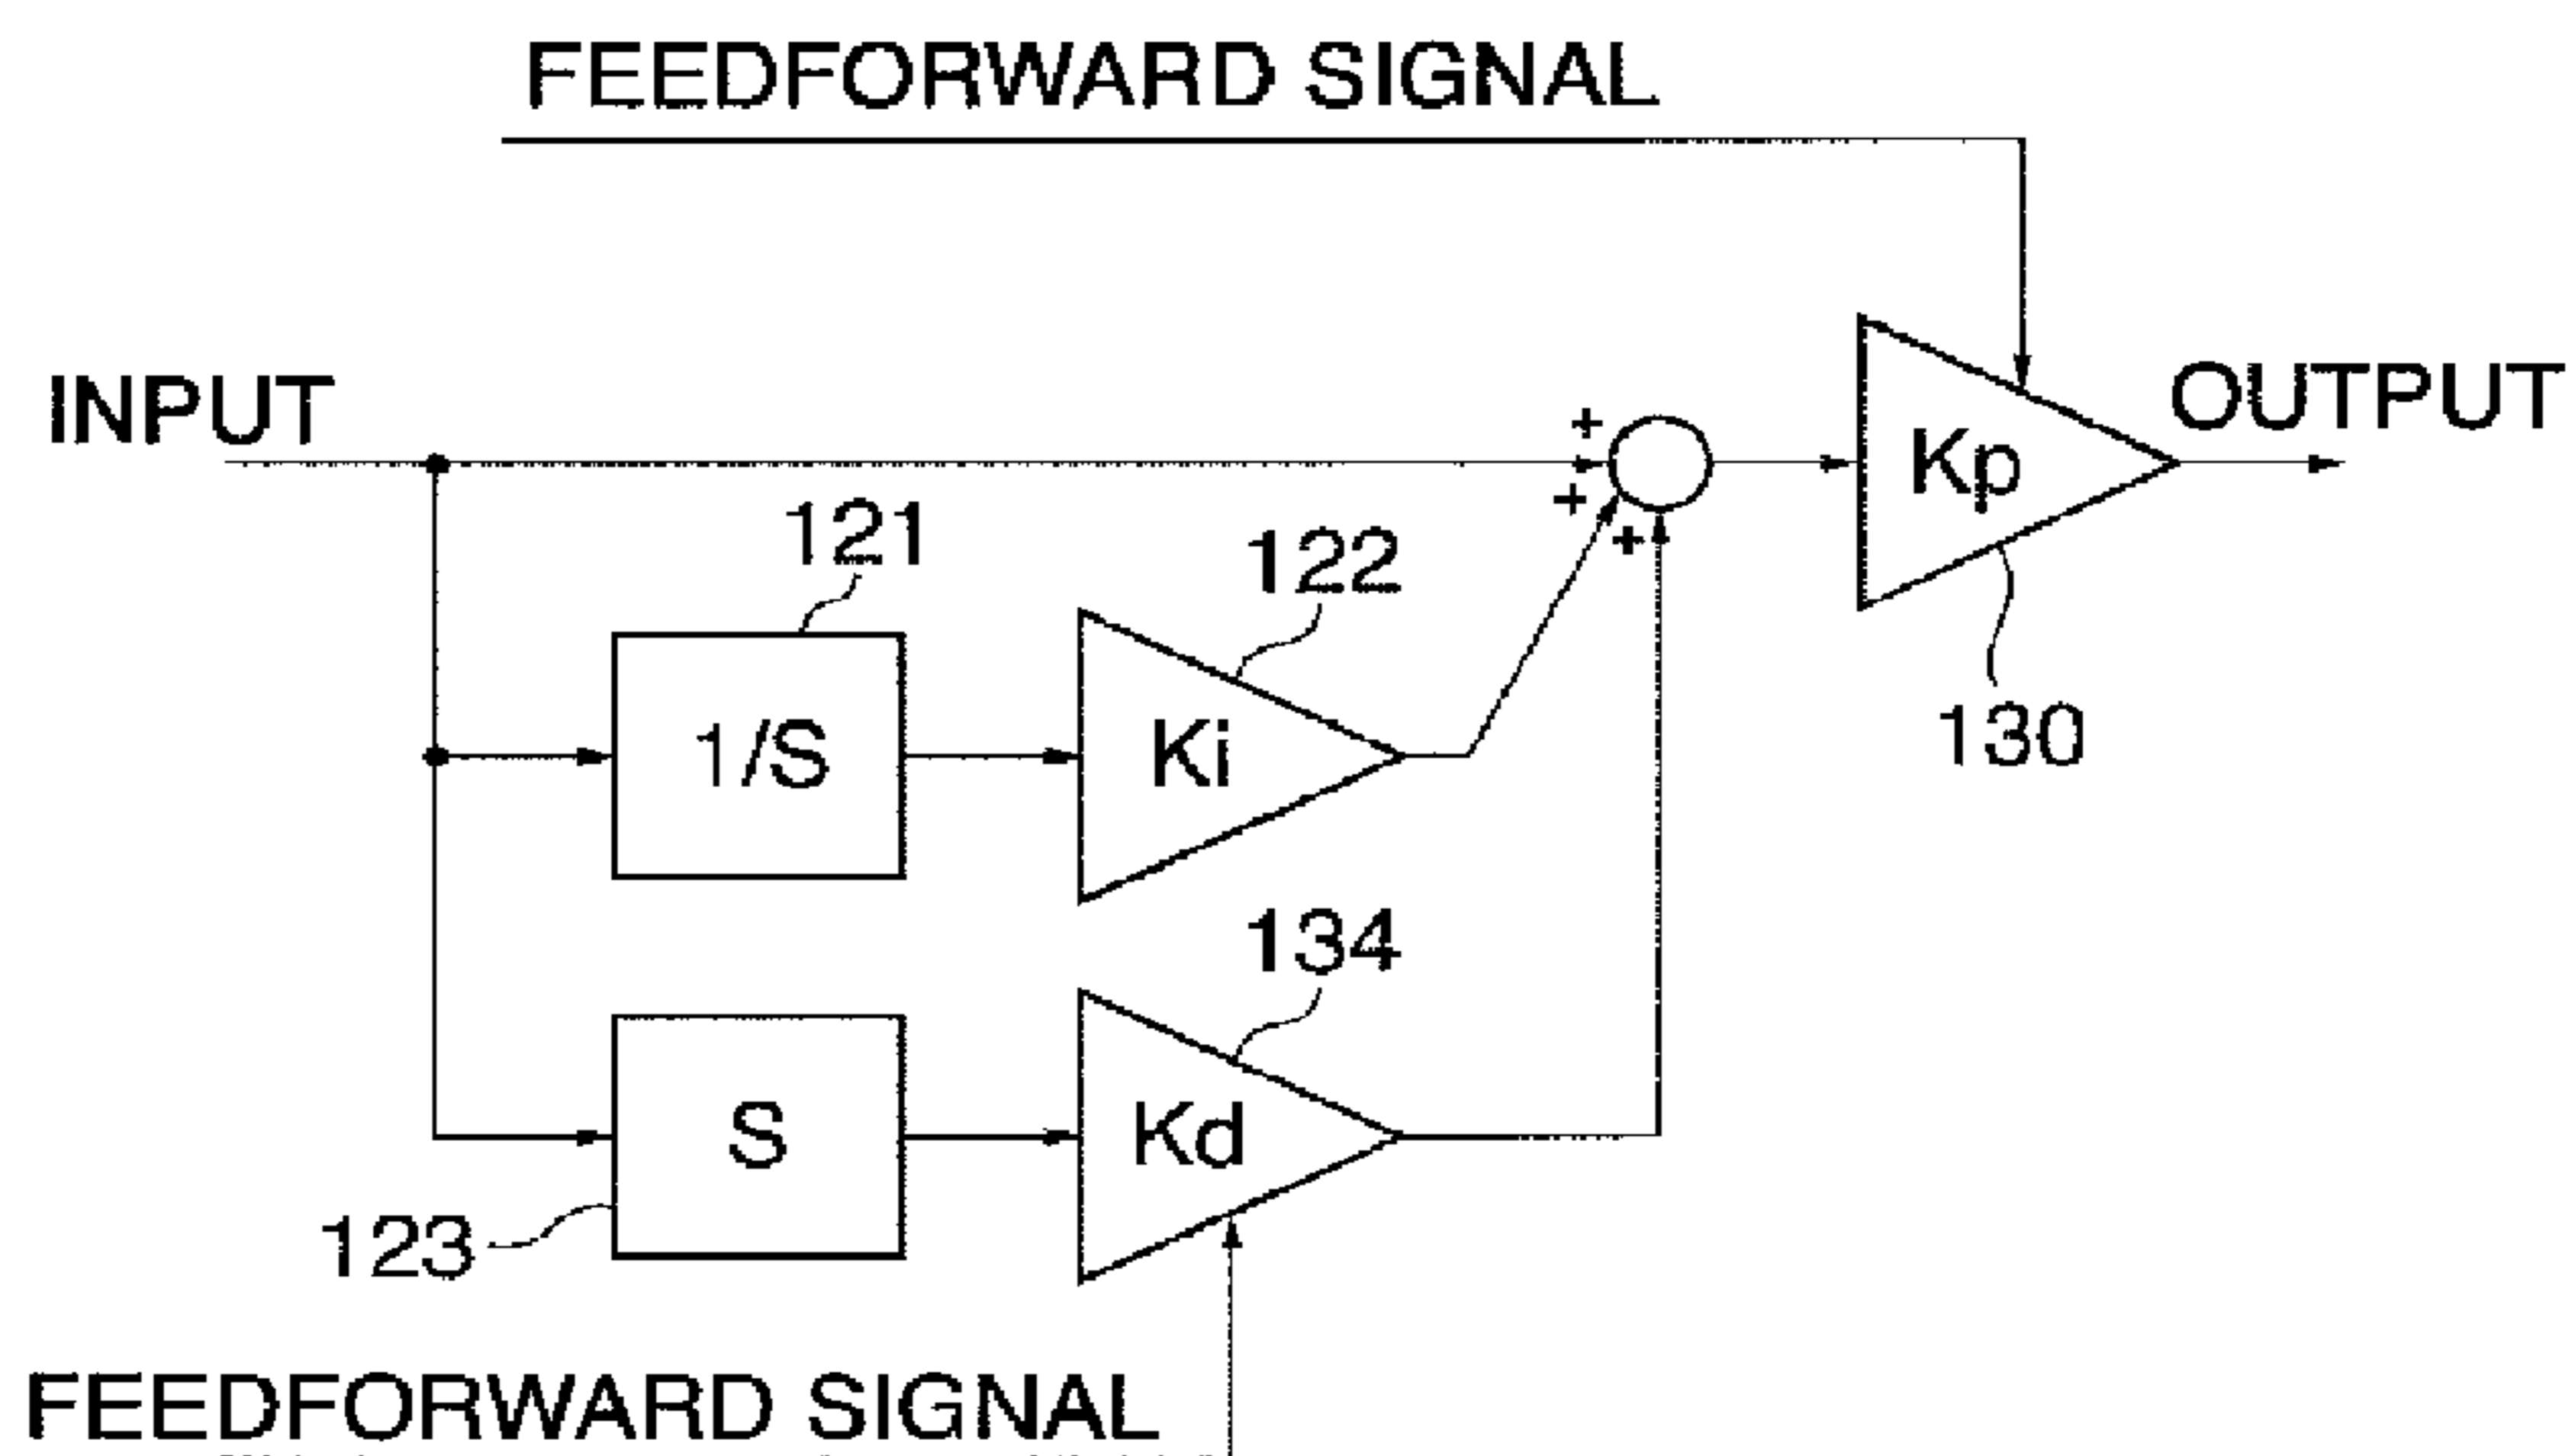 FEEDFORWARD SIGNAL
INPUT
OUTPUT
+
+
+
Kp
121
122
130
1/S
Ki
134
S
Kd
123
FEEDFORWARD SIGNAL